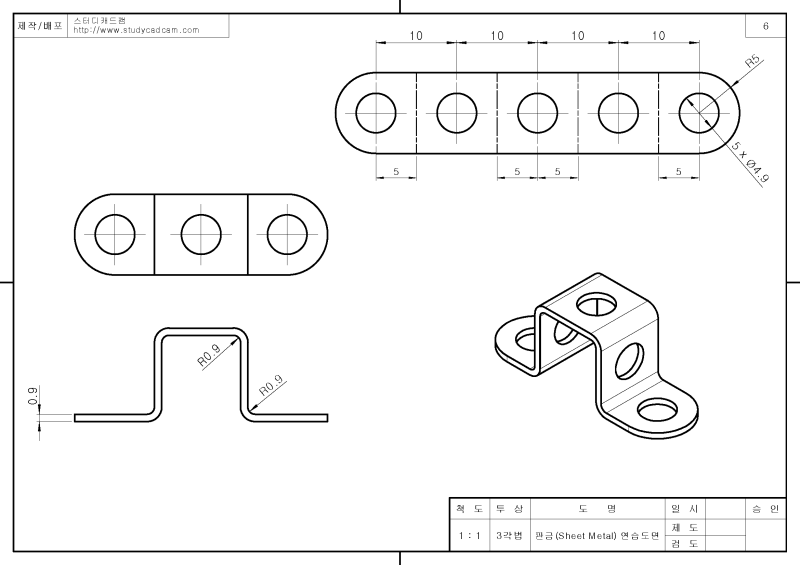 제작/배포
스터디캐드캠
http://www.studycadcam.com
6
10 10 10 10
R5
5 x Ø4.9
5 5 5 5
R0.9
R0.9
0.9
척 도 투 상 도 명 일 시 승 인
1 : 1 3각법 판금(Sheet Metal) 연습도면 제 도
검 도